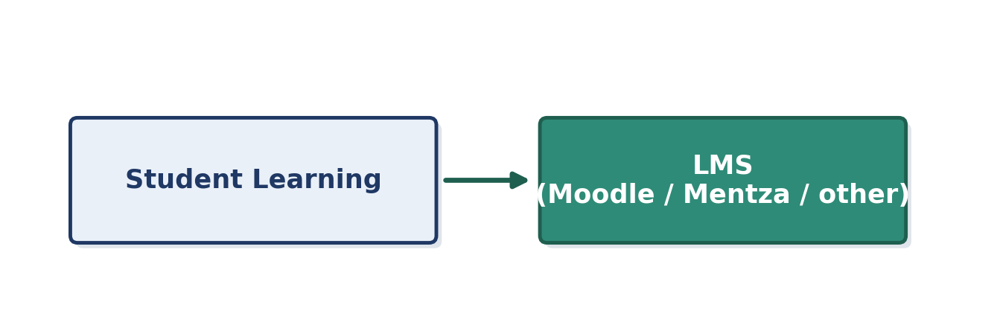 Student Learning
LMS
(Moodle / Mentza / other)